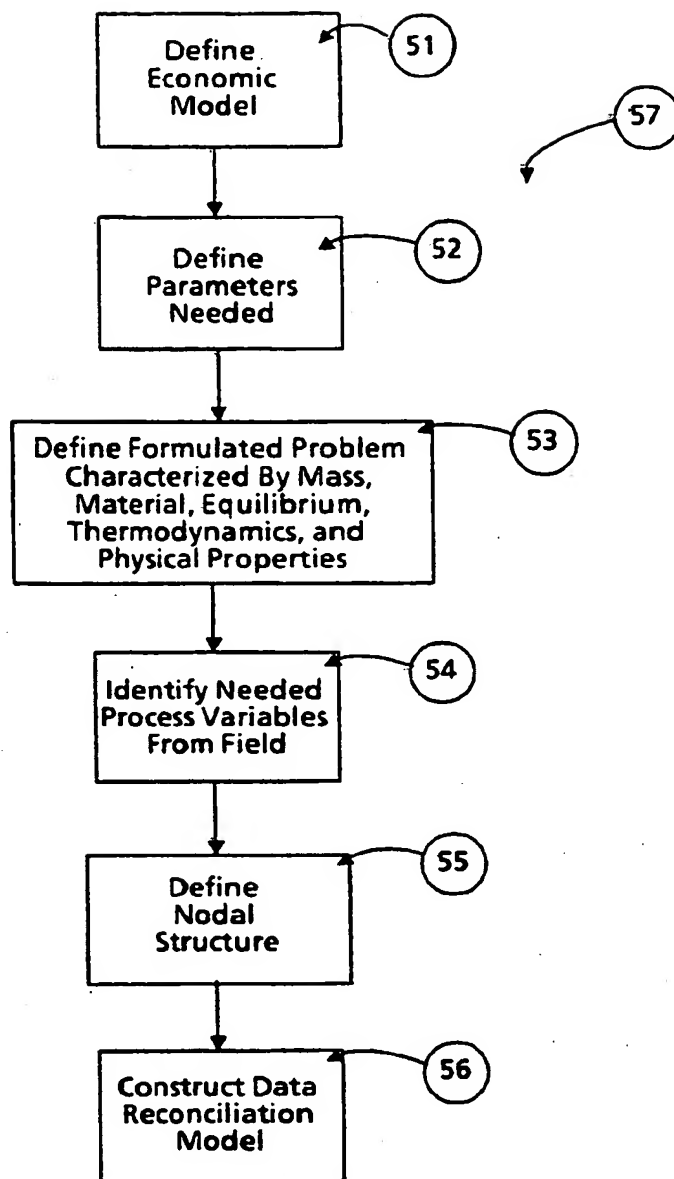 51
Define
Economic
Model
57
52
Define
Parameters
Needed
53
Define Formulated Problem
Characterized By Mass,
Material, Equilibrium,
Thermodynamics, and
Physical Properties
54
Identify Needed
Process Variables
From Field
55
Define
Nodal
Structure
56
Construct Data
Reconciliation
Model